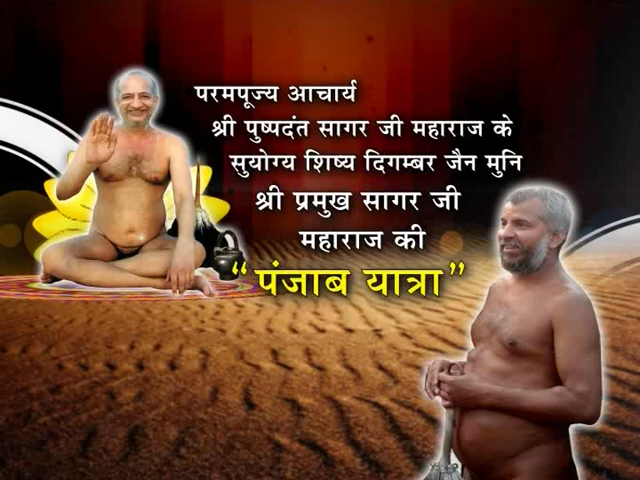 परमपूज्य आचार्य
श्री पुष्पदंत सागर जी महाराज के
सुयोग्य शिष्य दिगम्बर जैन मुनि
श्री प्रमुख सागर जी
महाराज की
“पंजाब यात्रा”